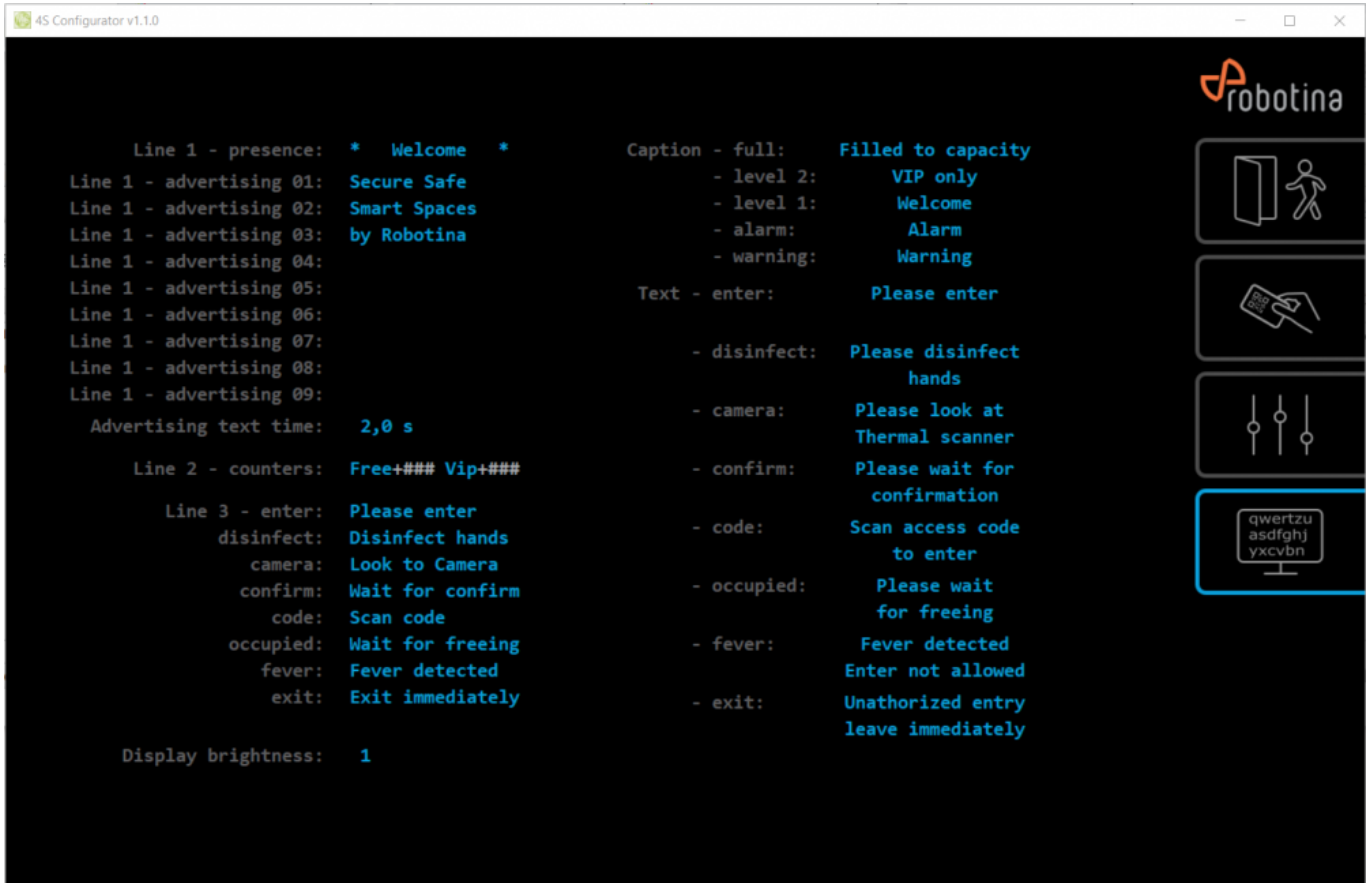 4S Configurator v1.1.0
robotina
Line 1 - presence: * Welcome *
Line 1 - advertising 01: Secure Safe
Line 1 - advertising 02: Smart Spaces
Line 1 - advertising 03: by Robotina
Line 1 - advertising 04:
Line 1 - advertising 05:
Line 1 - advertising 06:
Line 1 - advertising 07:
Line 1 - advertising 08:
Line 1 - advertising 09:
Advertising text time: 2,0 s
Line 2 - counters: Free+### Vip+###
Line 3 - enter: Please enter
disinfect: Disinfect hands
camera: Look to Camera
confirm: Wait for confirm
code: Scan code
occupied: Wait for freeing
fever: Fever detected
exit: Exit immediately
Display brightness: 1
Caption - full: Filled to capacity
- level 2: VIP only
- level 1: Welcome
- alarm: Alarm
- warning: Warning
Text - enter: Please enter
- disinfect: Please disinfect
hands
- camera: Please look at
Thermal scanner
- confirm: Please wait for
confirmation
- code: Scan access code
to enter
- occupied: Please wait
for freeing
- fever: Fever detected
Enter not allowed
- exit: Unathorized entry
leave immediately
qwertzu
asdfghj
yxcvbn